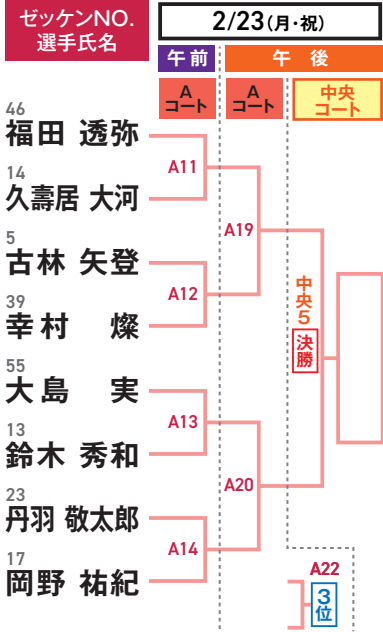 ゼッケンNO.
選手氏名
2/23(月・祝)
午前
午後
A
コート
A
コート
中央
コート
46
福田 透弥
14
久壽居 大河
5
古林 矢登
39
幸村 燦
55
大島 実
13
鈴木 秀和
23
丹羽 敬太郎
17
岡野 祐紀
A11
A12
A13
A14
A19
A20
中央5
決勝
A22
3位